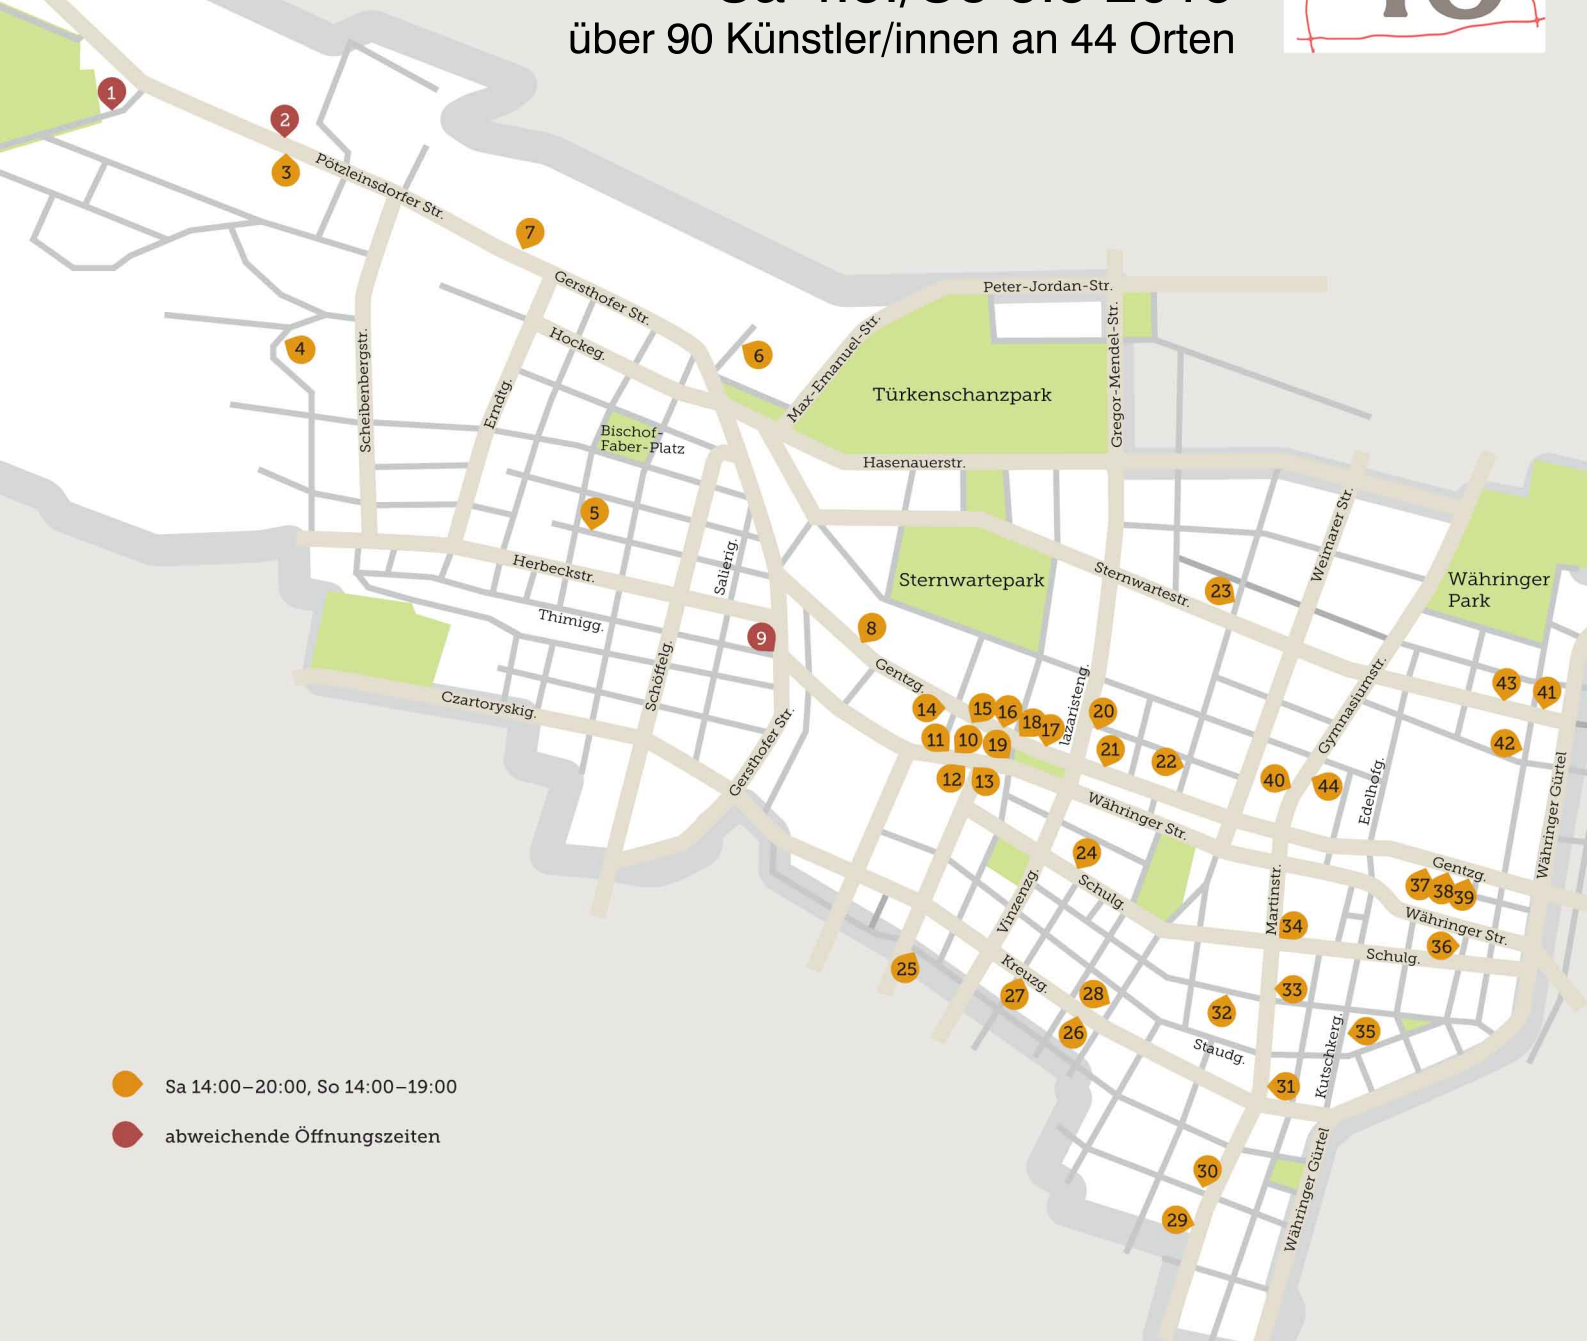 über 90 Künstler/innen an 44 Orten
1
2
3
Pötzleinsdorfer Str.
7
Gersthofer Str.
Peter-Jordan-Str.
Hockeg.
6
4
Max-Emanuel-Str.
Gregor-Mendel-Str.
Scheibenbergstr.
Erndtg.
Türkenschanzpark
Bischof-
Faber-Platz
Hasenauerstr.
5
Weimarer Str.
Herbeckstr.
Salierig.
Sternwartepark
Sternwartestr.
23
Währinger
Park
Thimigg.
9
8
Schöffelg.
Gentzg.
lazaristeng.
Gymnasiumstr.
43
41
Czartoryskig.
14
15
16
18
17
20
11
10
19
21
22
42
Gersthofer Str.
12
13
40
44
Edelhofg.
Währinger Gürtel
Währinger Str.
24
Schulg.
Vinzenzg.
Martinstr.
Gentzg.
37
38
39
Währinger Str.
34
36
Schulg.
25
Kreuzg.
27
28
33
32
26
35
Staudg.
Kutschkerg.
31
Sa 14:00–20:00, So 14:00–19:00
abweichende Öffnungszeiten
30
Währinger Gürtel
29